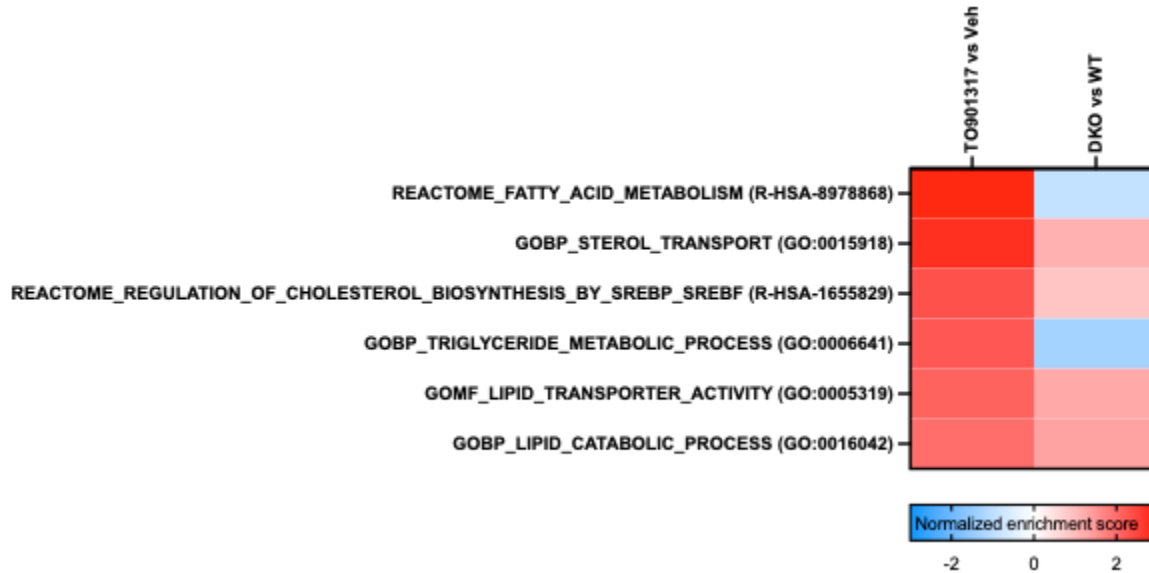 TO901317 vs Veh
DKO vs WT
REACTOME_FATTY_ACID_METABOLISM (R-HSA-8978868)
GOBP_STEROL_TRANSPORT (GO:0015918)
REACTOME_REGULATION_OF_CHOLESTEROL_BIOSYNTHESIS_BY_SREBP_SREBF (R-HSA-1655829)
GOBP_TRIGLYCERIDE_METABOLIC_PROCESS (GO:0006641)
GOMF_LIPID_TRANSPORTER_ACTIVITY (GO:0005319)
GOBP_LIPID_CATABOLIC_PROCESS (GO:0016042)
Normalized enrichment score
-2 0 2